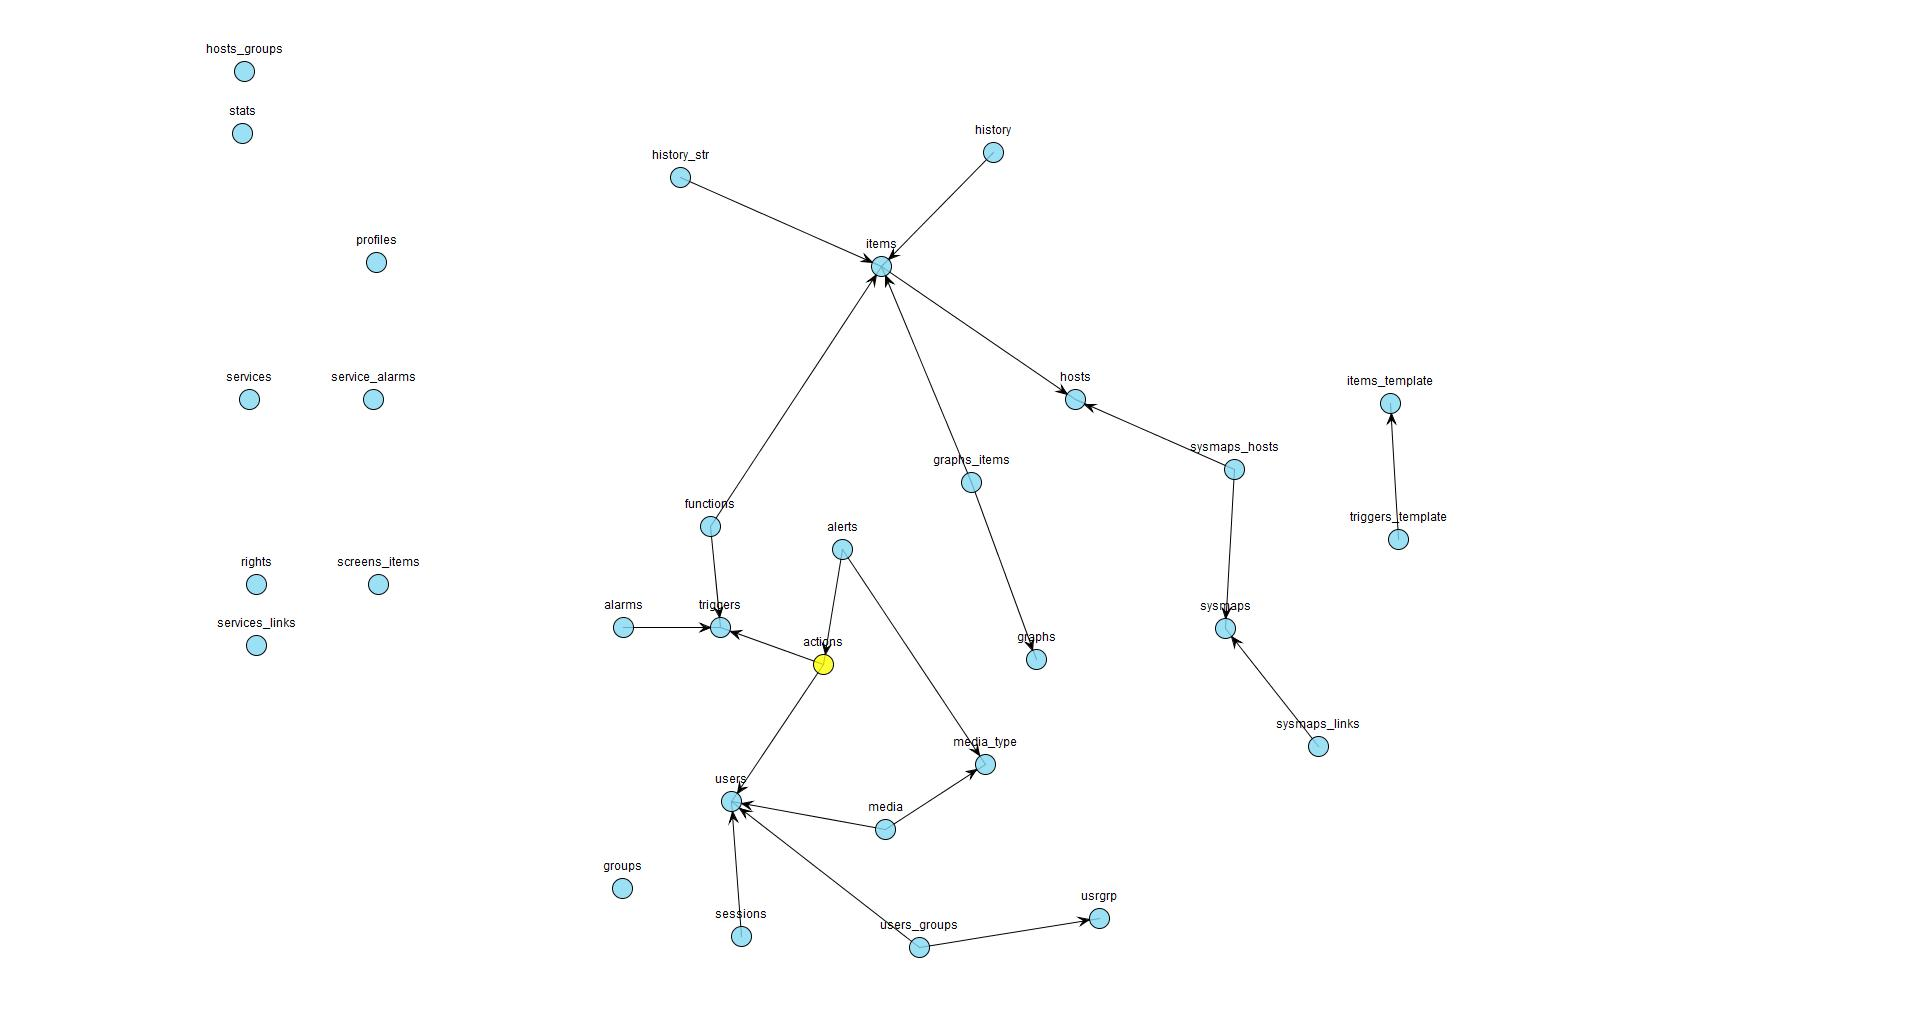 hosts_groups
stats
history
history_str
profiles
items
services
service_alarms
hosts
items_template
sysmaps_hosts
graphs_items
functions
triggers_template
alerts
rights
screens_items
alarms
triggers
sysmaps
services_links
actions
graphs
sysmaps_links
media_type
users
media
groups
usrgrp
sessions
users_groups